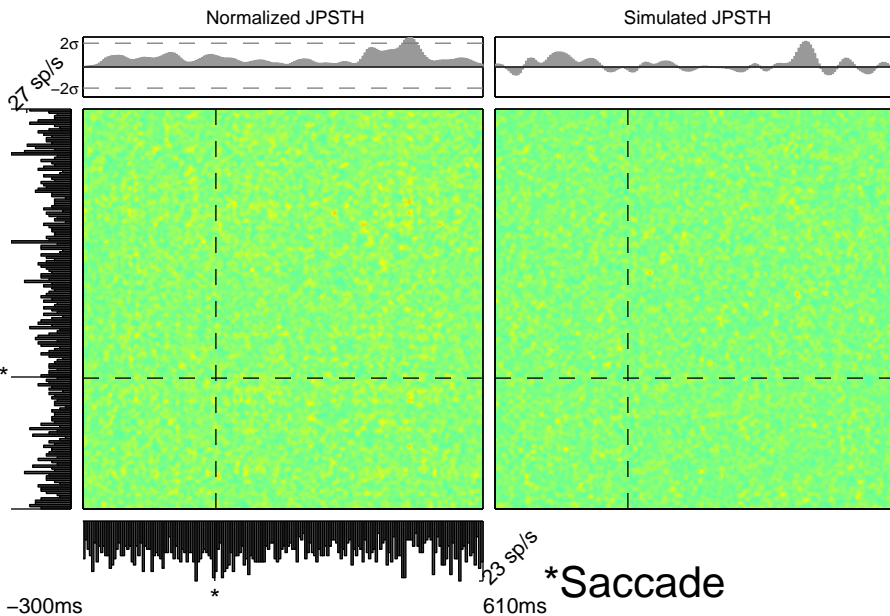 Normalized JPSTH
Simulated JPSTH
2σ
−2σ
27 sp/s
*
*
23 sp/s
*Saccade
−300ms
610ms